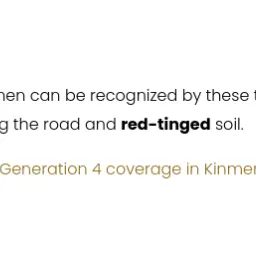 can be recognized by these
the road and red-tinged soil.
Generation 4 coverage in